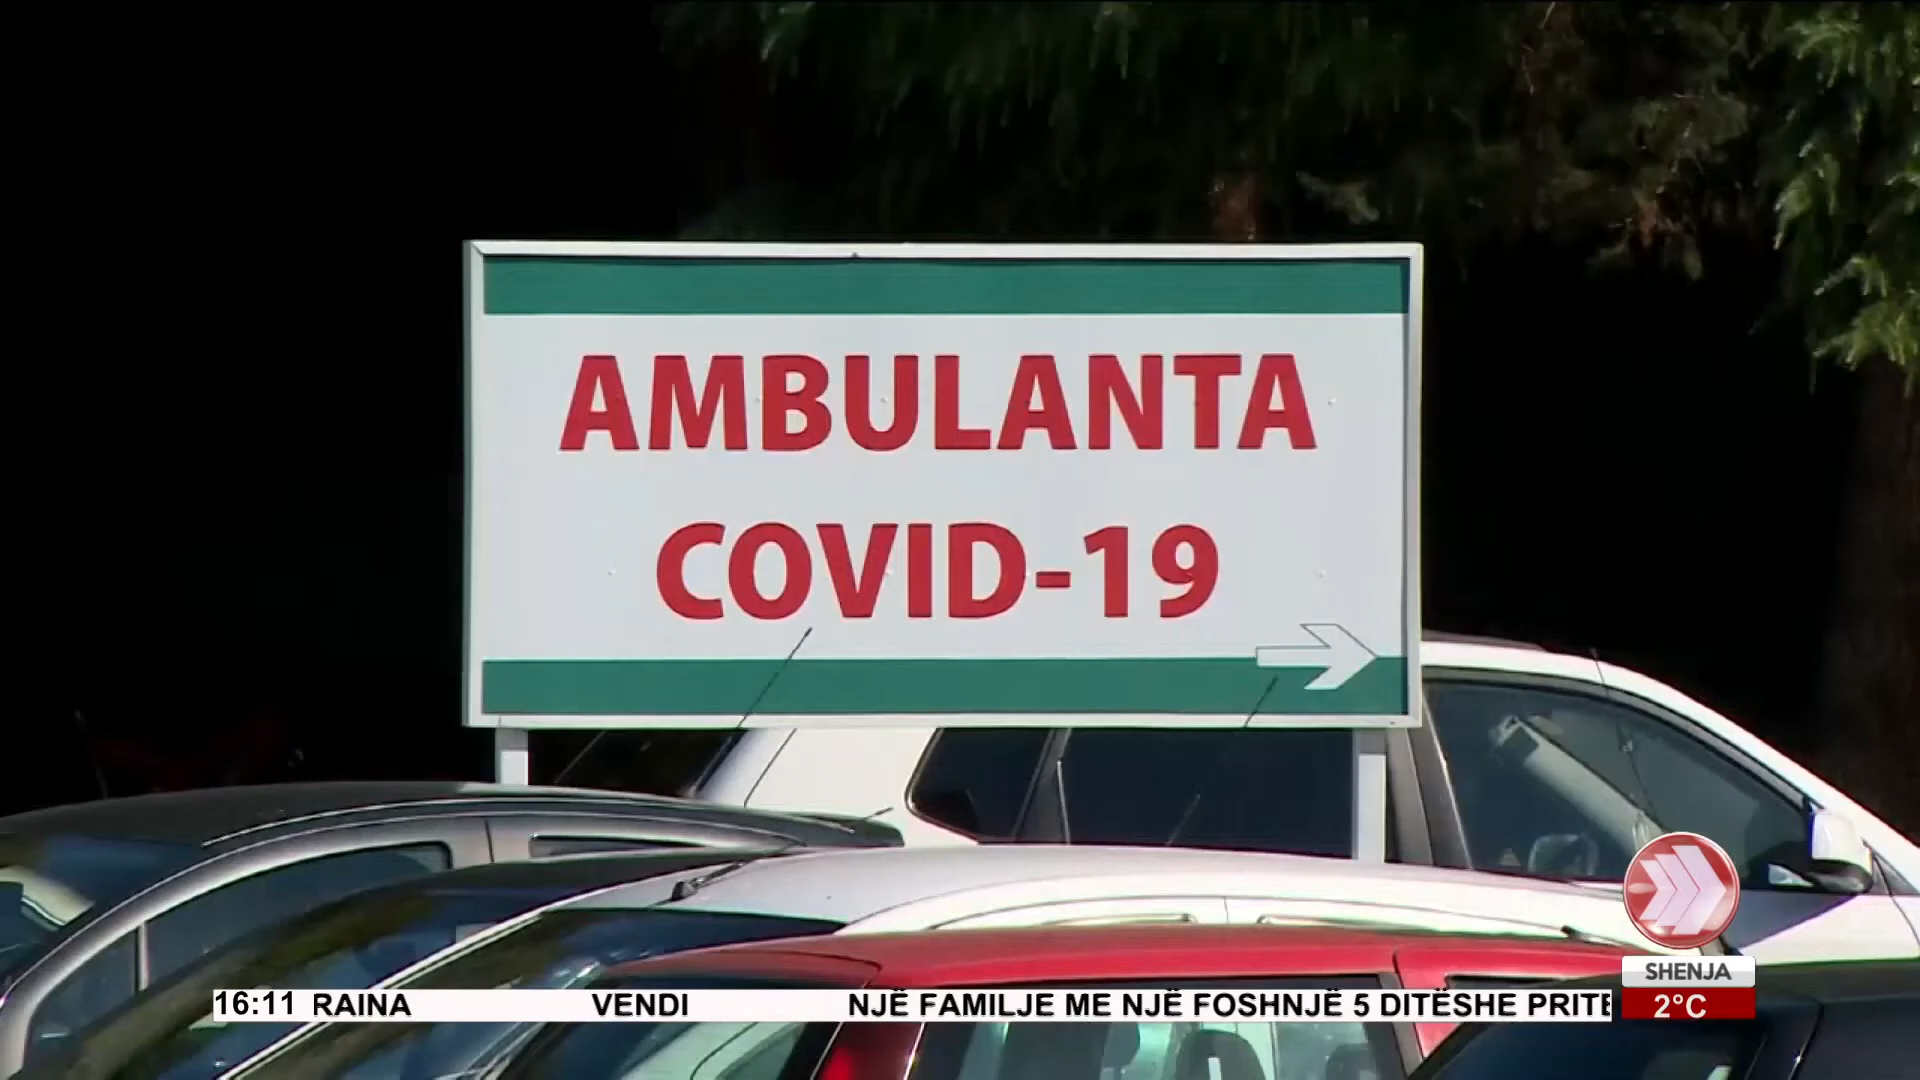 AMBULANTA
COVID-19
SHENJA
16:11 RAINA VENDI NJË FAMILJE ME NJË FOSHNJË 5 DITËSHE PRITE
2°C